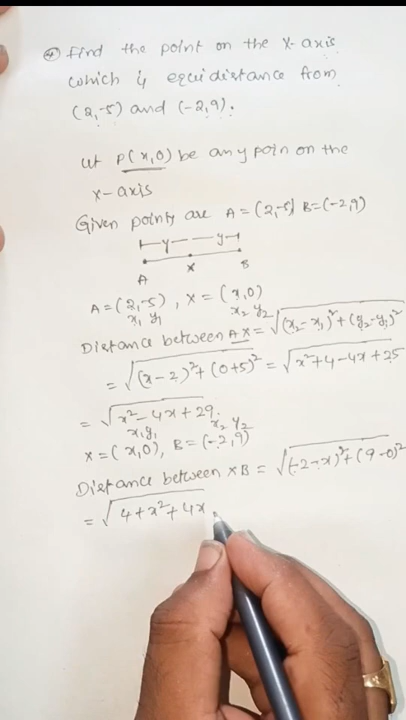 ④ Find the point on the x-axis
which is equidistance from
(2,-5) and (-2,9).
Let P(x,0) be any poin on the
x-axis
Given points are A=(2,-5) B=(-2,9)
y y
A x B
A=(2,-5), X=(x,0)
x₁ y₁ x₂ y₂
Distance between AX = √(x₂-x₁)²+(y₂-y₁)²
= √(x-2)²+(0+5)² = √x²+4-4x+25
= √x²-4x+29.
x₁y₁ x₂ y₂
X=(x,0), B=(-2,9)
Distance between XB = √(-2-x)²+(9-0)²
= √4+x²+4x